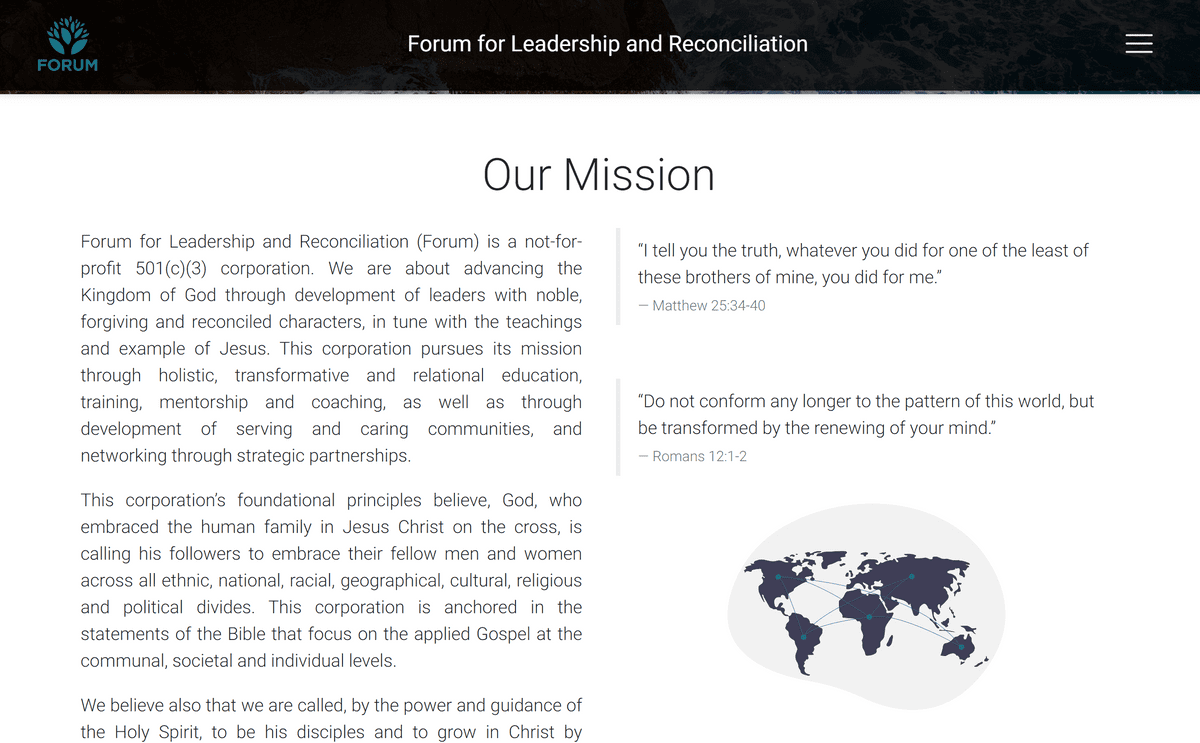 FORUM
Forum for Leadership and Reconciliation
Our Mission
Forum for Leadership and Reconciliation (Forum) is a not-for-
profit 501(c)(3) corporation. We are about advancing the
Kingdom of God through development of leaders with noble,
forgiving and reconciled characters, in tune with the teachings
and example of Jesus. This corporation pursues its mission
through holistic, transformative and relational education,
training, mentorship and coaching, as well as through
development of serving and caring communities, and
networking through strategic partnerships.
This corporation’s foundational principles believe, God, who
embraced the human family in Jesus Christ on the cross, is
calling his followers to embrace their fellow men and women
across all ethnic, national, racial, geographical, cultural, religious
and political divides. This corporation is anchored in the
statements of the Bible that focus on the applied Gospel at the
communal, societal and individual levels.
We believe also that we are called, by the power and guidance of
the Holy Spirit, to be his disciples and to grow in Christ by
“I tell you the truth, whatever you did for one of the least of
these brothers of mine, you did for me.”
— Matthew 25:34-40
“Do not conform any longer to the pattern of this world, but
be transformed by the renewing of your mind.”
— Romans 12:1-2